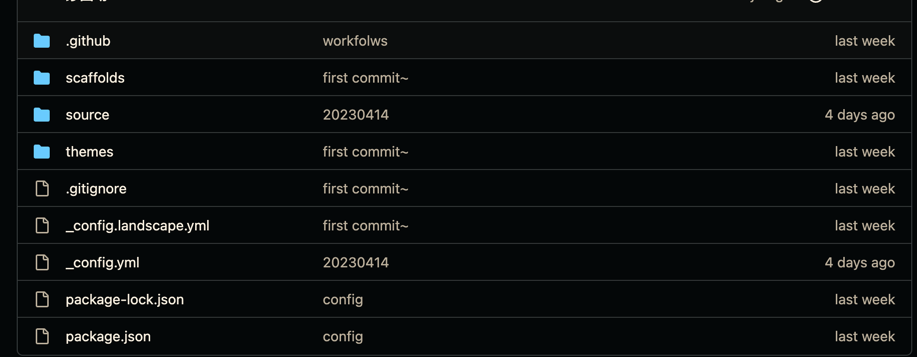 .github workfolws last week
scaffolds first commit~ last week
source 20230414 4 days ago
themes first commit~ last week
.gitignore first commit~ last week
_config.landscape.yml first commit~ last week
_config.yml 20230414 4 days ago
package-lock.json config last week
package.json config last week